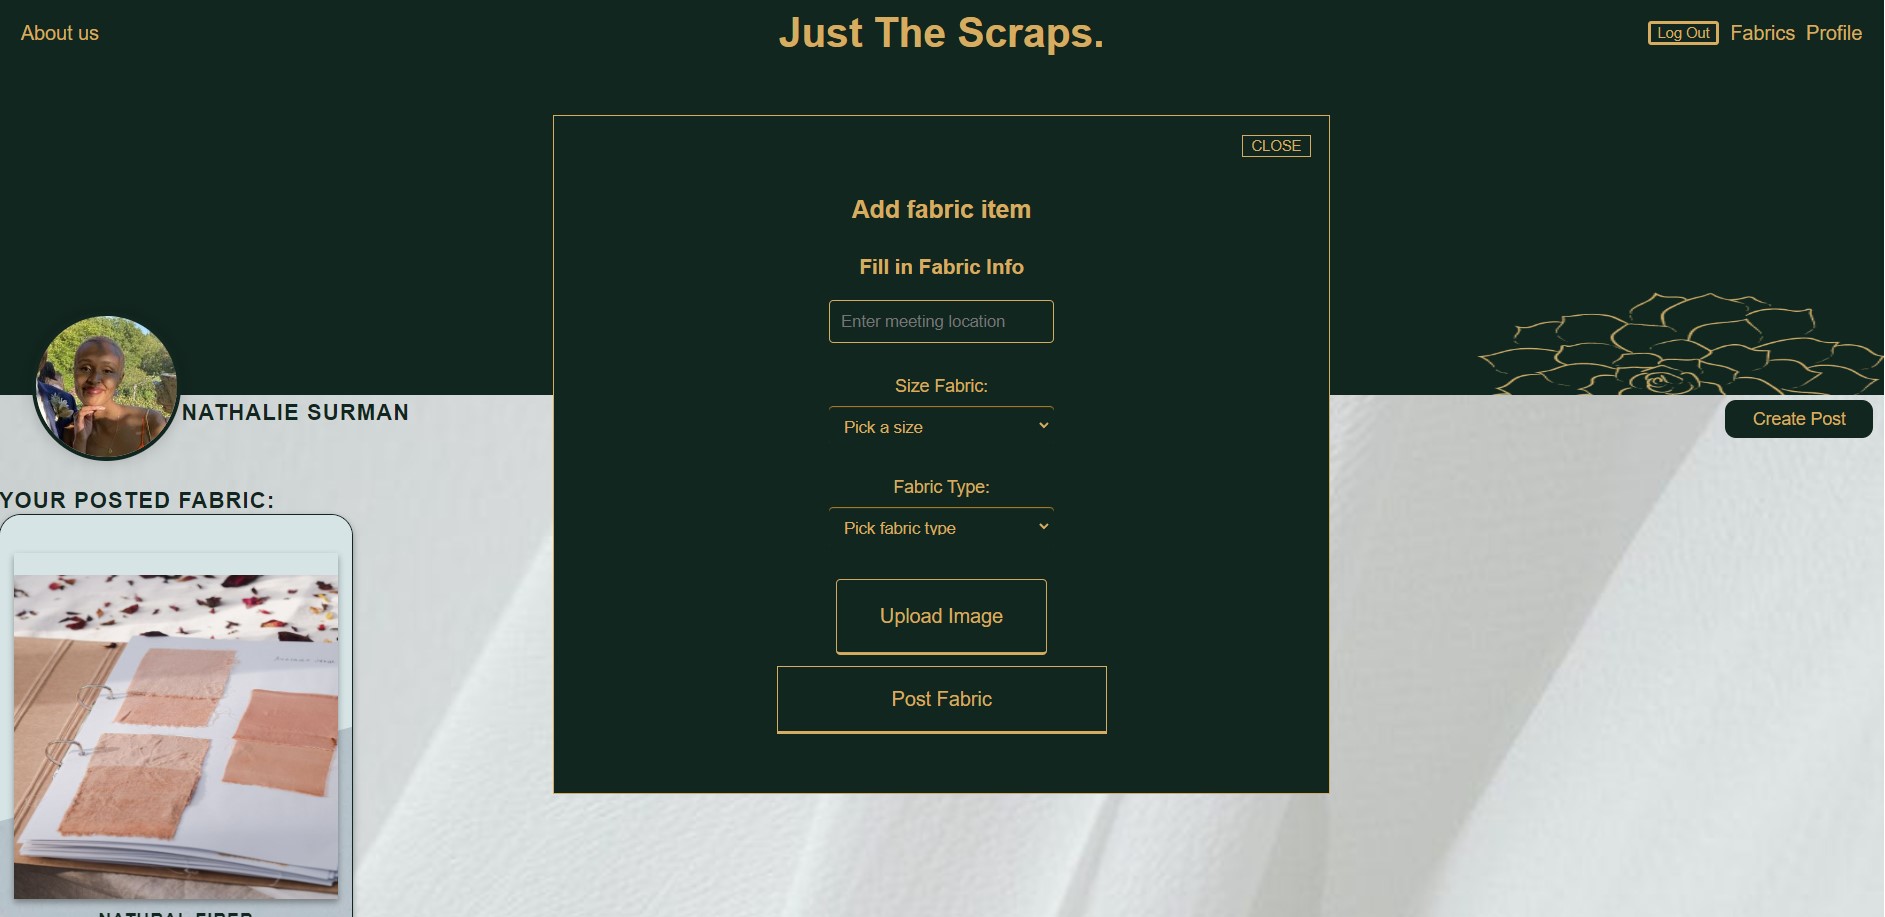 About us
Just The Scraps.
Log Out
Fabrics
Profile
CLOSE
Add fabric item
Fill in Fabric Info
Enter meeting location
Size Fabric:
Pick a size
Fabric Type:
Pick fabric type
Upload Image
Post Fabric
NATHALIE SURMAN
Create Post
YOUR POSTED FABRIC:
NATURAL FIBER